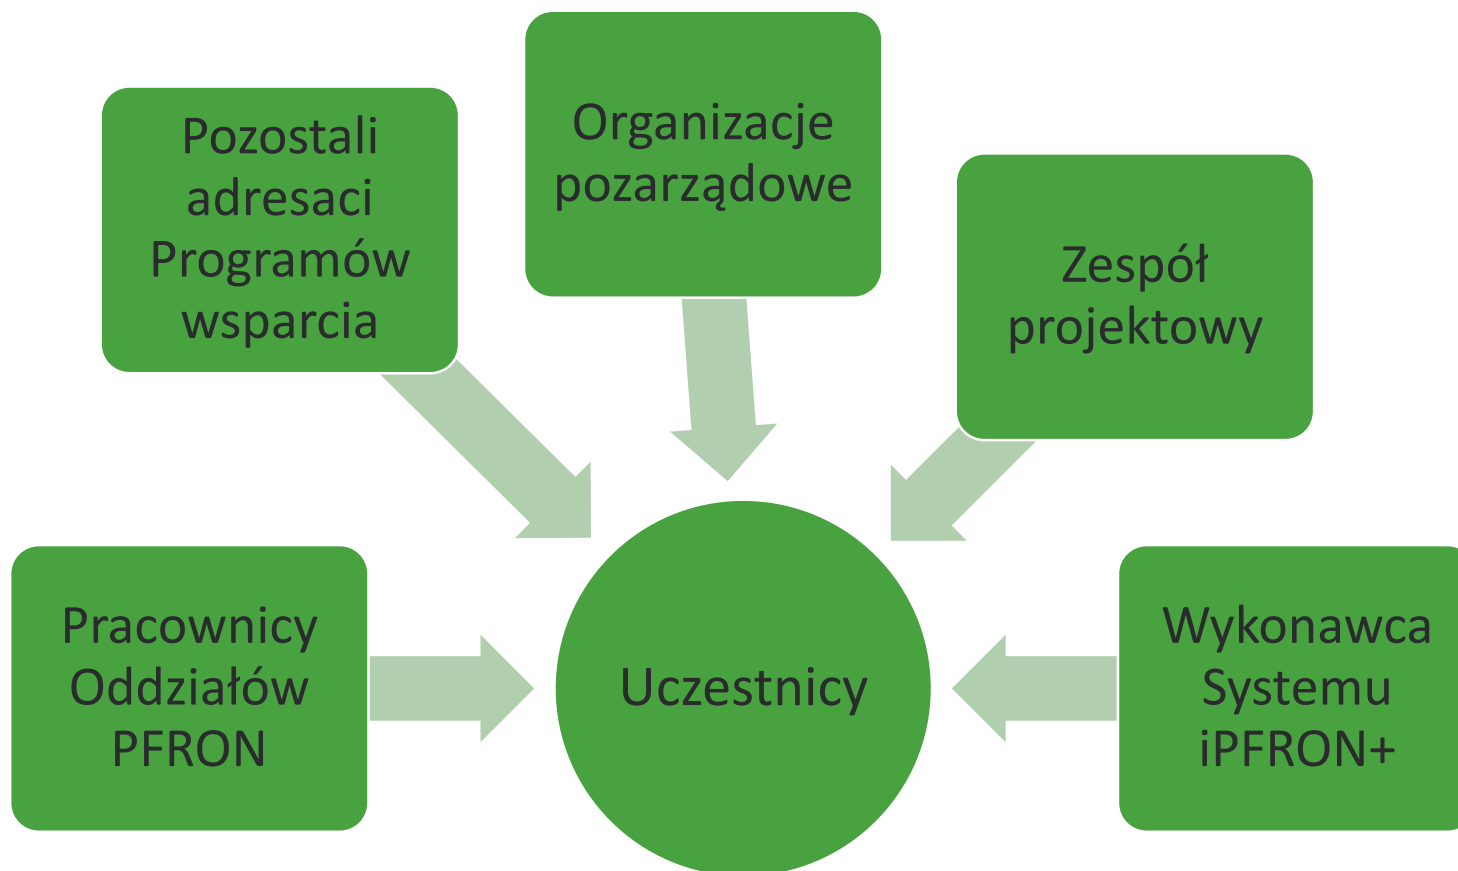 Pozostali
adresaci
Programów
wsparcia
Organizacje
pozarządowe
Zespół
projektowy
Pracownicy
Oddziałów
PFRON
Uczestnicy
Wykonawca
Systemu
iPFRON+